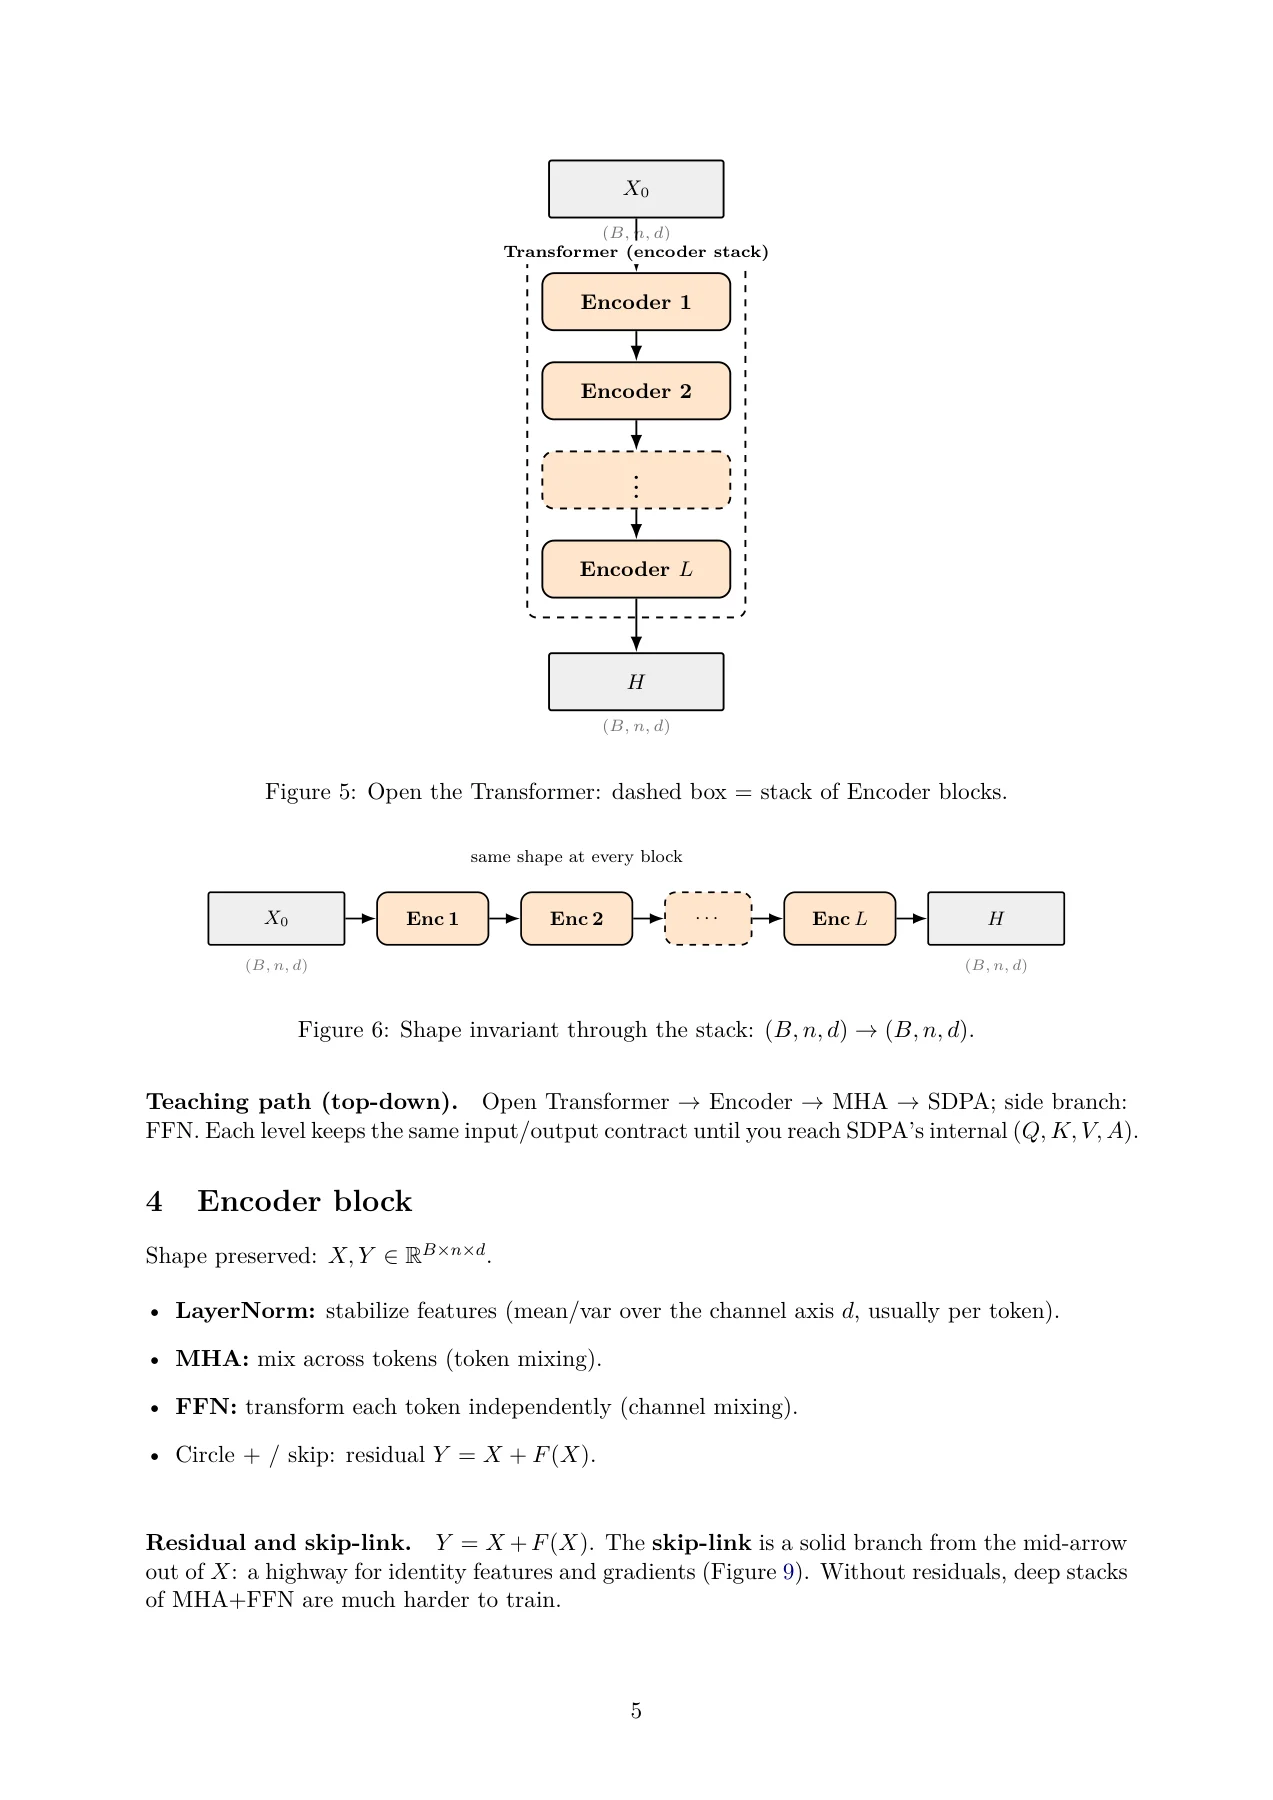 X₀
(B, n, d)
Transformer (encoder stack)
Encoder 1
Encoder 2
⋮
Encoder L
H
(B, n, d)
Figure 5: Open the Transformer: dashed box = stack of Encoder blocks.
same shape at every block
X₀ Enc 1 Enc 2 ··· Enc L H
(B, n, d) (B, n, d)
Figure 6: Shape invariant through the stack: (B, n, d) → (B, n, d).
Teaching path (top-down). Open Transformer → Encoder → MHA → SDPA; side branch:
FFN. Each level keeps the same input/output contract until you reach SDPA’s internal (Q, K, V, A).
4 Encoder block
Shape preserved: X, Y ∈ ℝ^{B×n×d}.
• LayerNorm: stabilize features (mean/var over the channel axis d, usually per token).
• MHA: mix across tokens (token mixing).
• FFN: transform each token independently (channel mixing).
• Circle + / skip: residual Y = X + F(X).
Residual and skip-link. Y = X + F(X). The skip-link is a solid branch from the mid-arrow
out of X: a highway for identity features and gradients (Figure 9). Without residuals, deep stacks
of MHA+FFN are much harder to train.
5